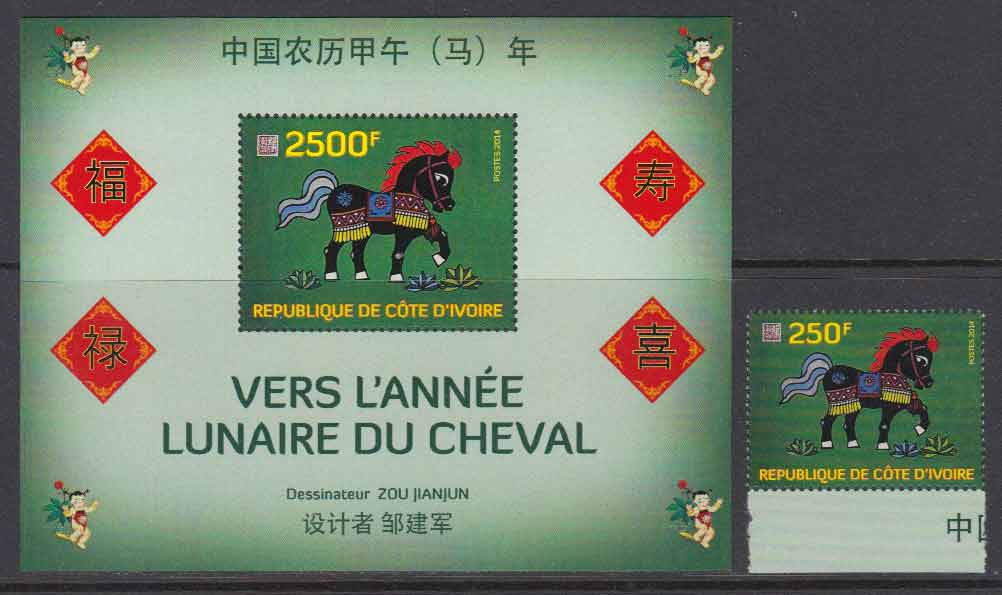 中国农历甲午（马）年
2500F
POSTES 2014
福
寿
REPUBLIQUE DE CÔTE D'IVOIRE
禄
喜
VERS L'ANNÉE
LUNAIRE DU CHEVAL
Dessinateur ZOU JIANJUN
设计者 邹建军
250F
POSTES 2014
REPUBLIQUE DE CÔTE D'IVOIRE
中